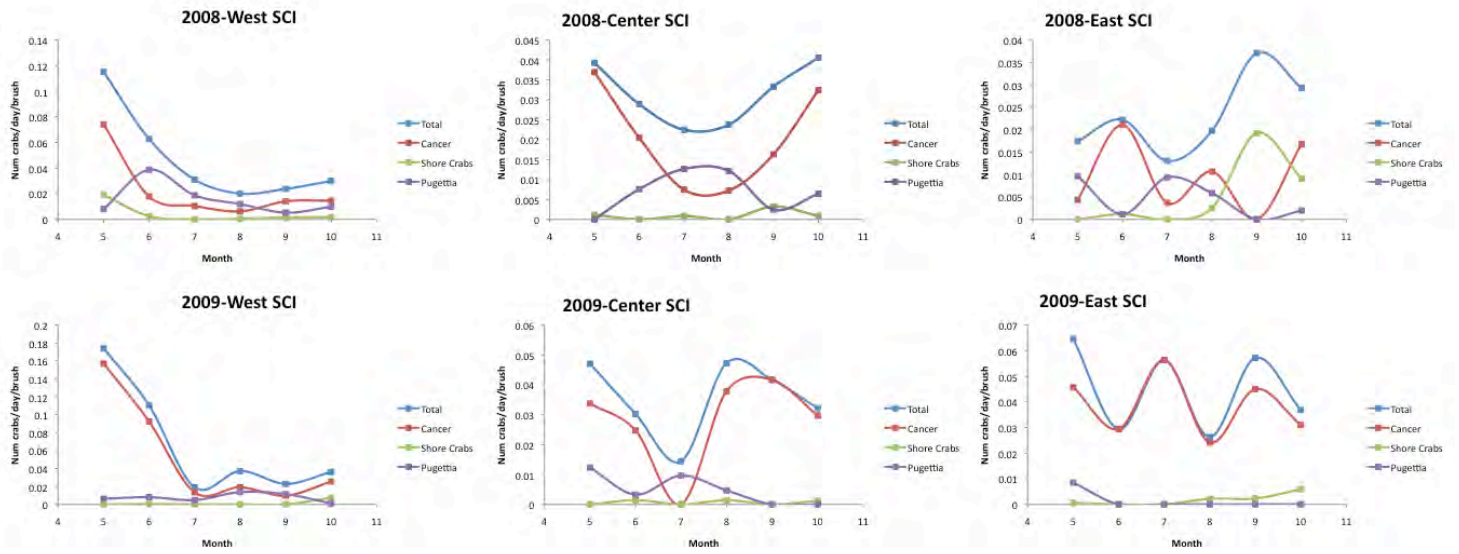 2008-West SCI
Num crabs/day/brush
0.14
0.12
0.1
0.08
0.06
0.04
0.02
0
4 5 6 7 8 9 10 11
Month
Total
Cancer
Shore Crabs
Pugettia
2008-Center SCI
Num crabs/day/brush
0.045
0.04
0.035
0.03
0.025
0.02
0.015
0.01
0.005
0
4 5 6 7 8 9 10 11
Month
Total
Cancer
Shore Crabs
Pugettia
2008-East SCI
Num crabs/day/brush
0.04
0.035
0.03
0.025
0.02
0.015
0.01
0.005
0
4 5 6 7 8 9 10 11
Month
Total
Cancer
Shore Crabs
Pugettia
2009-West SCI
Num crabs/day/brush
0.2
0.18
0.16
0.14
0.12
0.1
0.08
0.06
0.04
0.02
0
4 5 6 7 8 9 10 11
Month
Total
Cancer
Shore Crabs
Pugettia
2009-Center SCI
Num crabs/day/brush
0.06
0.05
0.04
0.03
0.02
0.01
0
4 5 6 7 8 9 10 11
Month
Total
Cancer
Shore Crabs
Pugettia
2009-East SCI
Num crabs/day/brush
0.07
0.06
0.05
0.04
0.03
0.02
0.01
0
4 5 6 7 8 9 10 11
Month
Total
Cancer
Shore Crabs
Pugettia